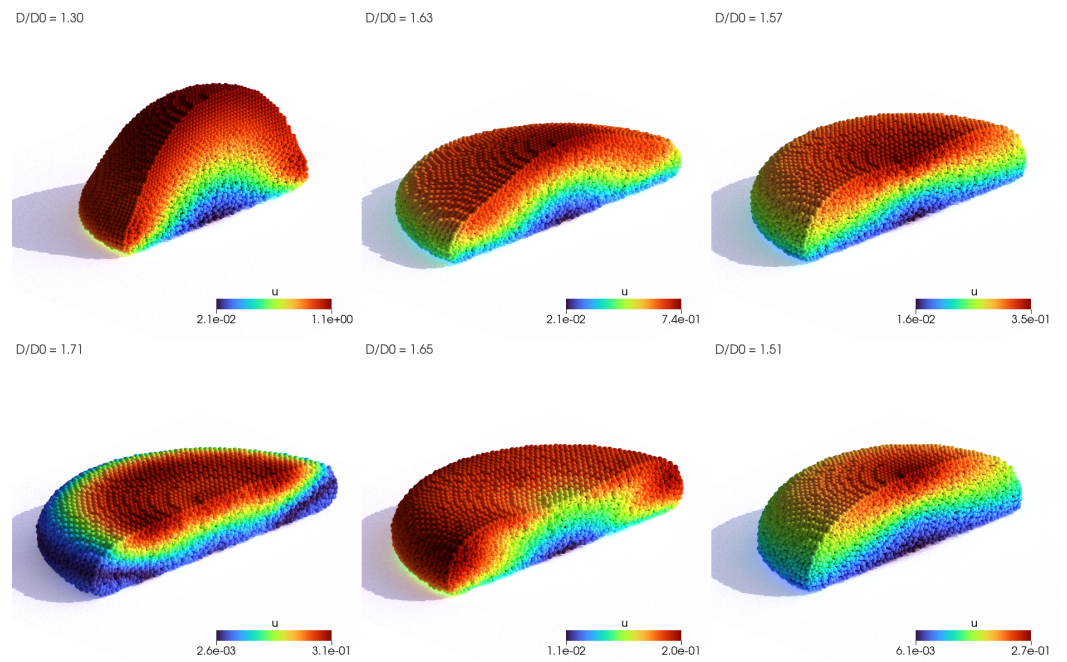 D/D0 = 1.30
D/D0 = 1.63
D/D0 = 1.57
u
2.1e-02 1.1e+00
u
2.1e-02 7.4e-01
u
1.6e-02 3.5e-01
D/D0 = 1.71
D/D0 = 1.65
D/D0 = 1.51
u
2.6e-03 3.1e-01
u
1.1e-02 2.0e-01
u
6.1e-03 2.7e-01